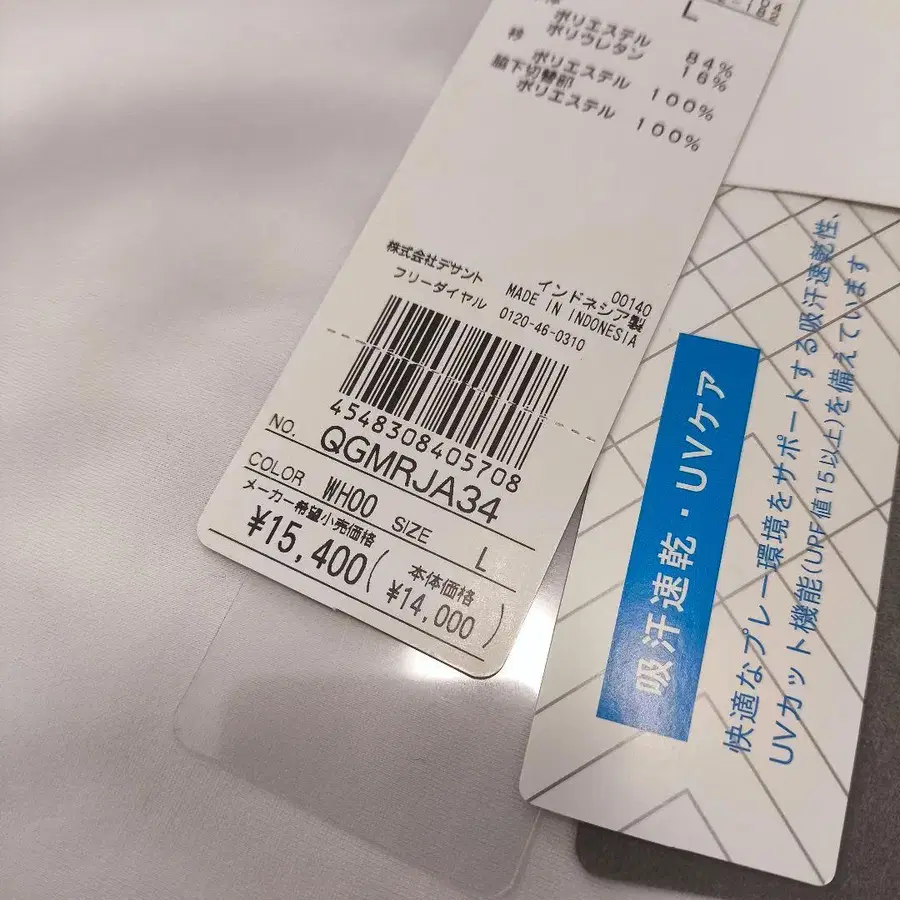 L
ポリエステル 84%
ポリウレタン 16%
衿
ポリエステル 100%
脇下切替部
ポリエステル 100%
00140
株式会社デサント インドネシア製
フリーダイヤル MADE IN INDONESIA
0120-46-0310
4548308405708
NO. QGMRJA34
COLOR WH00 SIZE L
メーカー希望小売価格 本体価格
¥15,400( ¥14,000 )
吸汗速乾・UVケア
快適なプレー環境をサポートする吸汗速乾性、
UVカット機能(UPF値15以上)を備えています